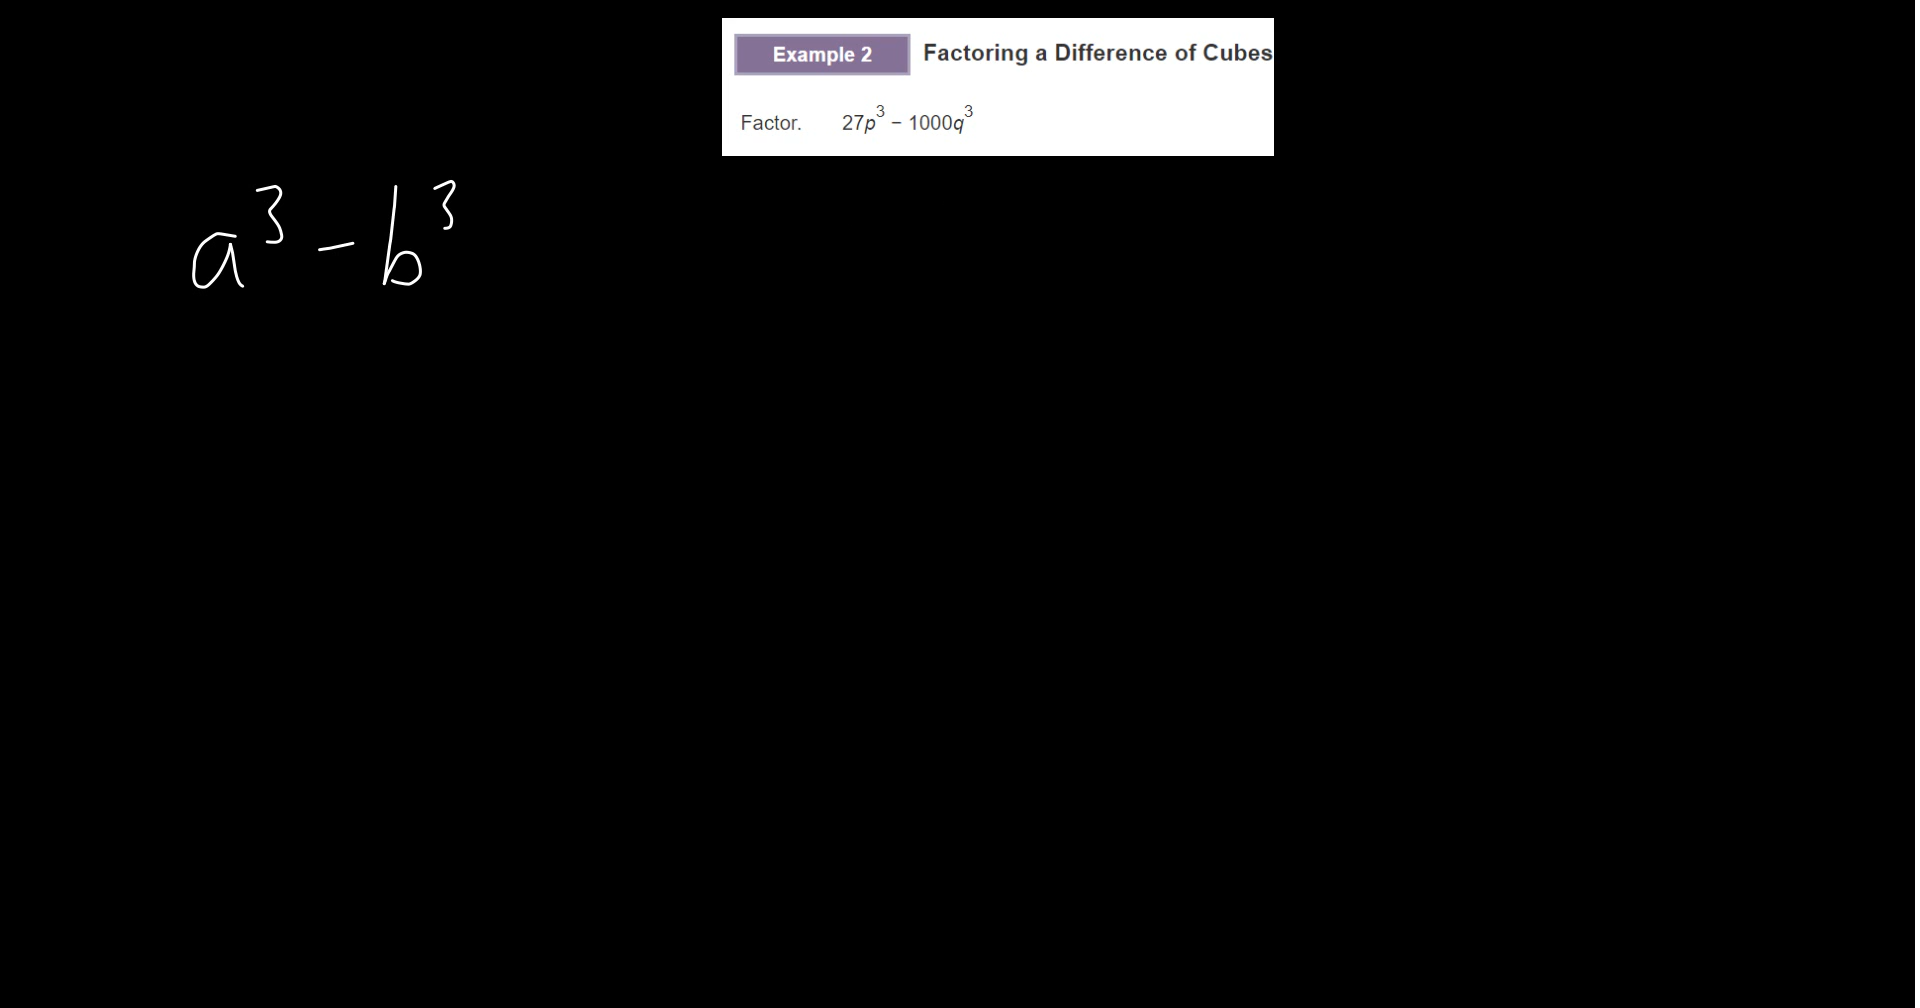 Example 2 Factoring a Difference of Cubes
Factor. 27p³ − 1000q³
a³ − b³